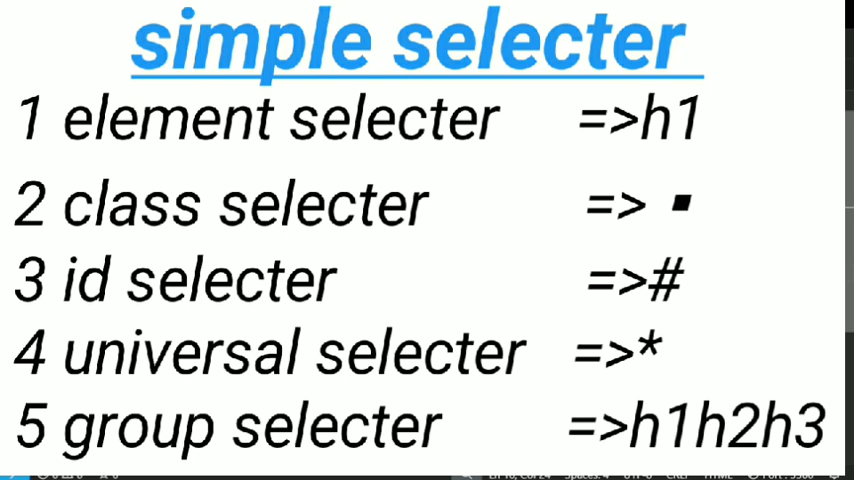 simple selecter
1 element selecter =>h1
2 class selecter => ▪
3 id selecter =>#
4 universal selecter =>*
5 group selecter =>h1h2h3